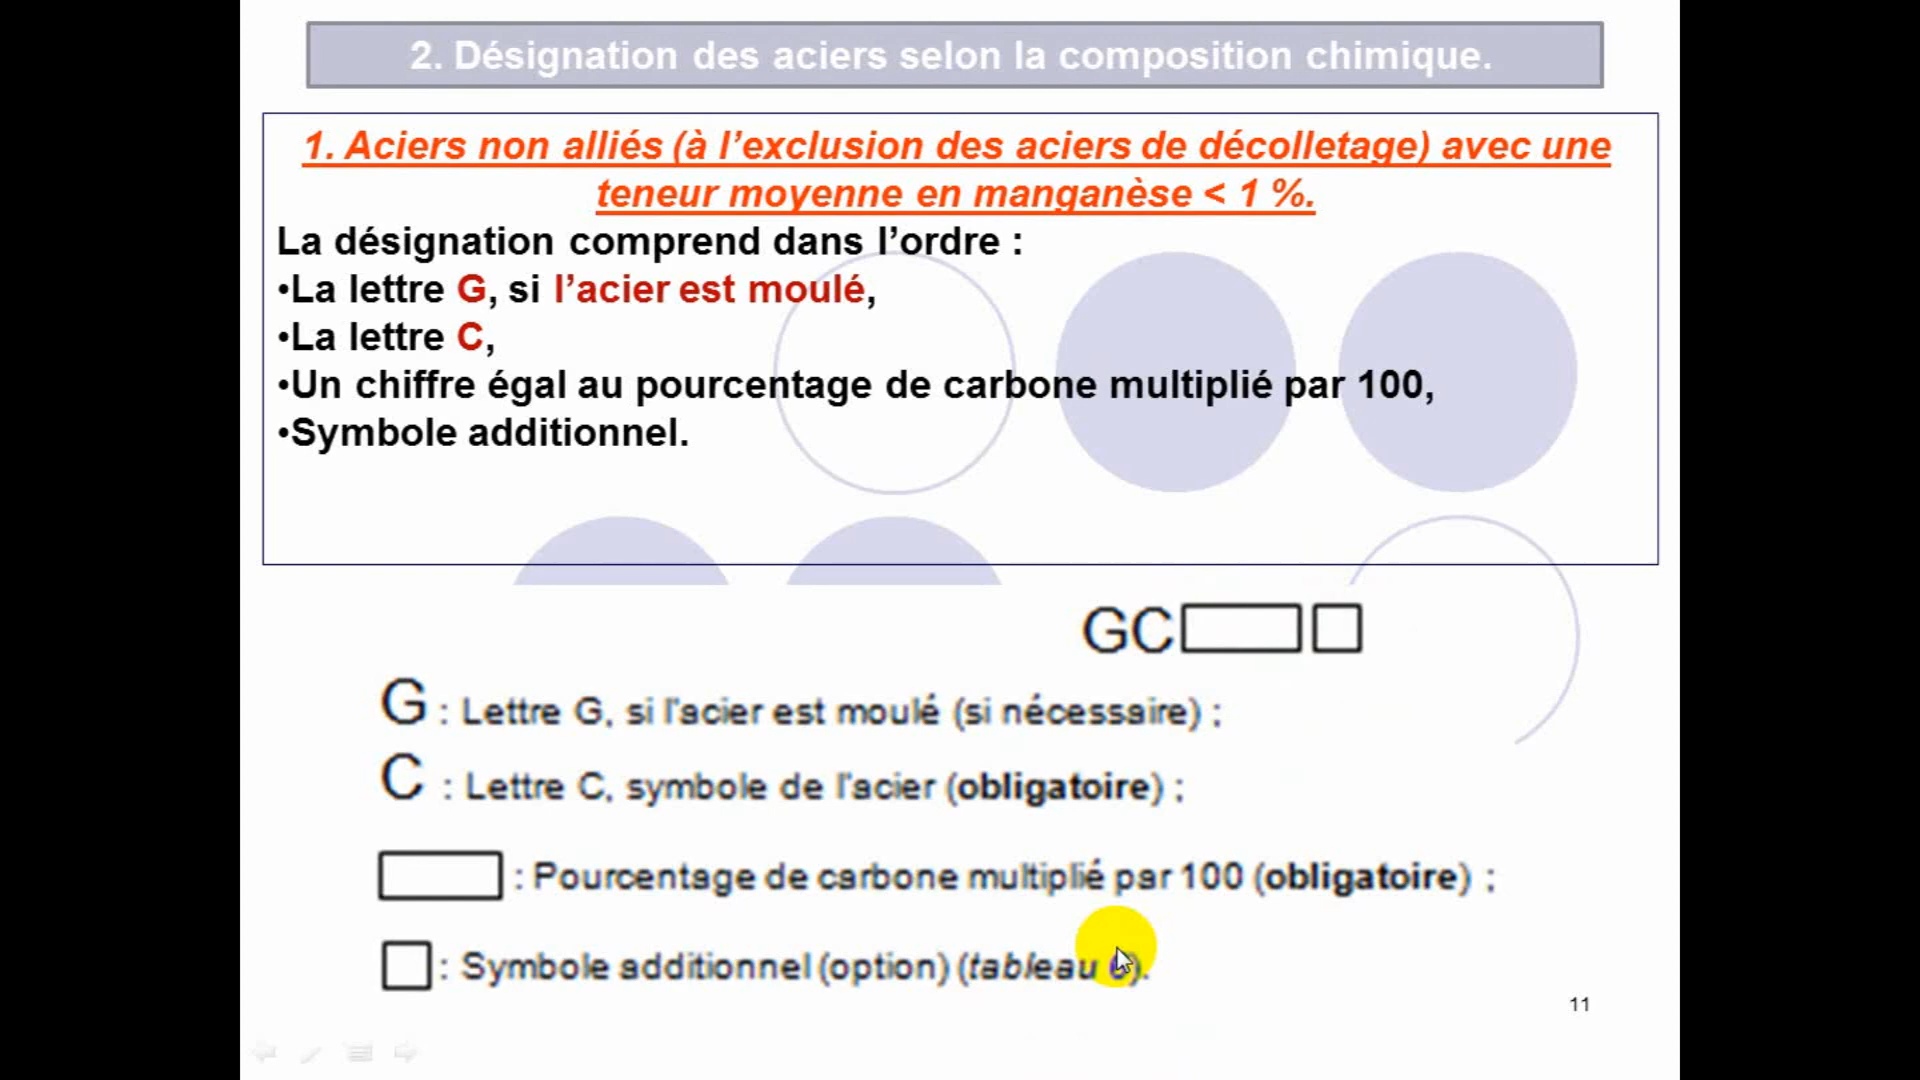 2. Désignation des aciers selon la composition chimique.
1. Aciers non alliés (à l’exclusion des aciers de décolletage) avec une
teneur moyenne en manganèse < 1 %.
La désignation comprend dans l’ordre :
•La lettre G, si l’acier est moulé,
•La lettre C,
•Un chiffre égal au pourcentage de carbone multiplié par 100,
•Symbole additionnel.
GC
G : Lettre G, si l'acier est moulé (si nécessaire) ;
C : Lettre C, symbole de l'acier (obligatoire) ;
: Pourcentage de carbone multiplié par 100 (obligatoire) ;
: Symbole additionnel (option) (tableau ).
11